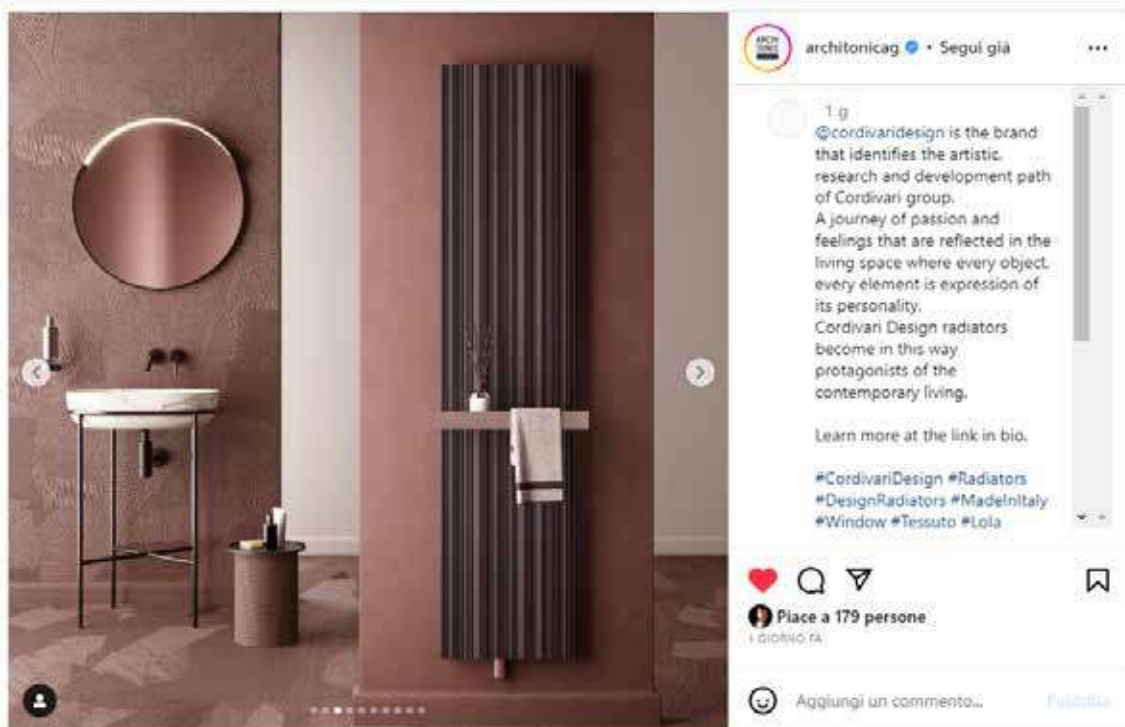 ARCH
TONIC
architonicag • Segui già
1 g
@cordivaridesign is the brand
that identifies the artistic,
research and development path
of Cordivari group.
A journey of passion and
feelings that are reflected in the
living space where every object,
every element is expression of
its personality.
Cordivari Design radiators
become in this way
protagonists of the
contemporary living.
Learn more at the link in bio.
#CordivariDesign #Radiators
#DesignRadiators #MadeInItaly
#Window #Tessuto #Lola
Piace a 179 persone
1 GIORNO FA
Aggiungi un commento...
Pubblica